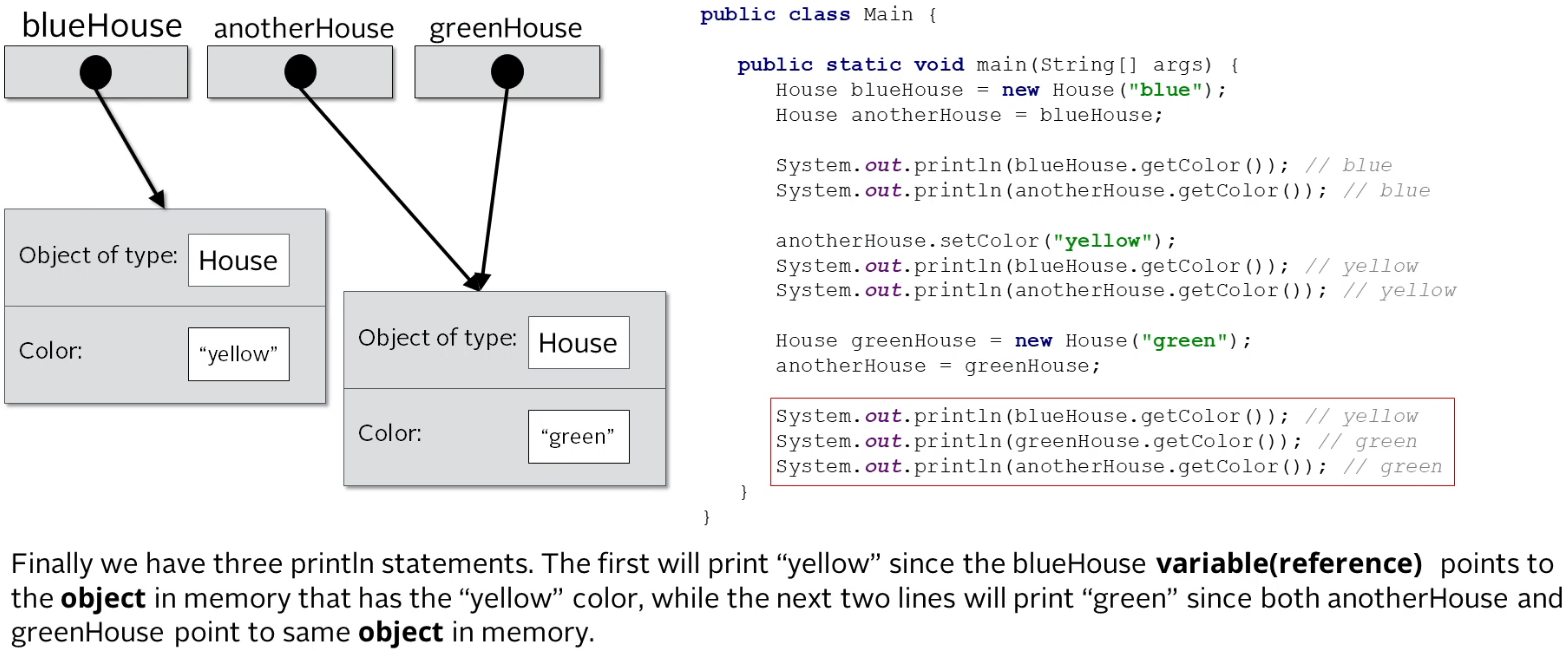 blueHouse
anotherHouse
greenHouse
Object of type: House
Color: “yellow”
Object of type: House
Color: “green”
public class Main {
public static void main(String[] args) {
House blueHouse = new House("blue");
House anotherHouse = blueHouse;
System.out.println(blueHouse.getColor()); // blue
System.out.println(anotherHouse.getColor()); // blue
anotherHouse.setColor("yellow");
System.out.println(blueHouse.getColor()); // yellow
System.out.println(anotherHouse.getColor()); // yellow
House greenHouse = new House("green");
anotherHouse = greenHouse;
System.out.println(blueHouse.getColor()); // yellow
System.out.println(greenHouse.getColor()); // green
System.out.println(anotherHouse.getColor()); // green
}
}
Finally we have three println statements. The first will print “yellow” since the blueHouse variable(reference) points to
the object in memory that has the “yellow” color, while the next two lines will print “green” since both anotherHouse and
greenHouse point to same object in memory.